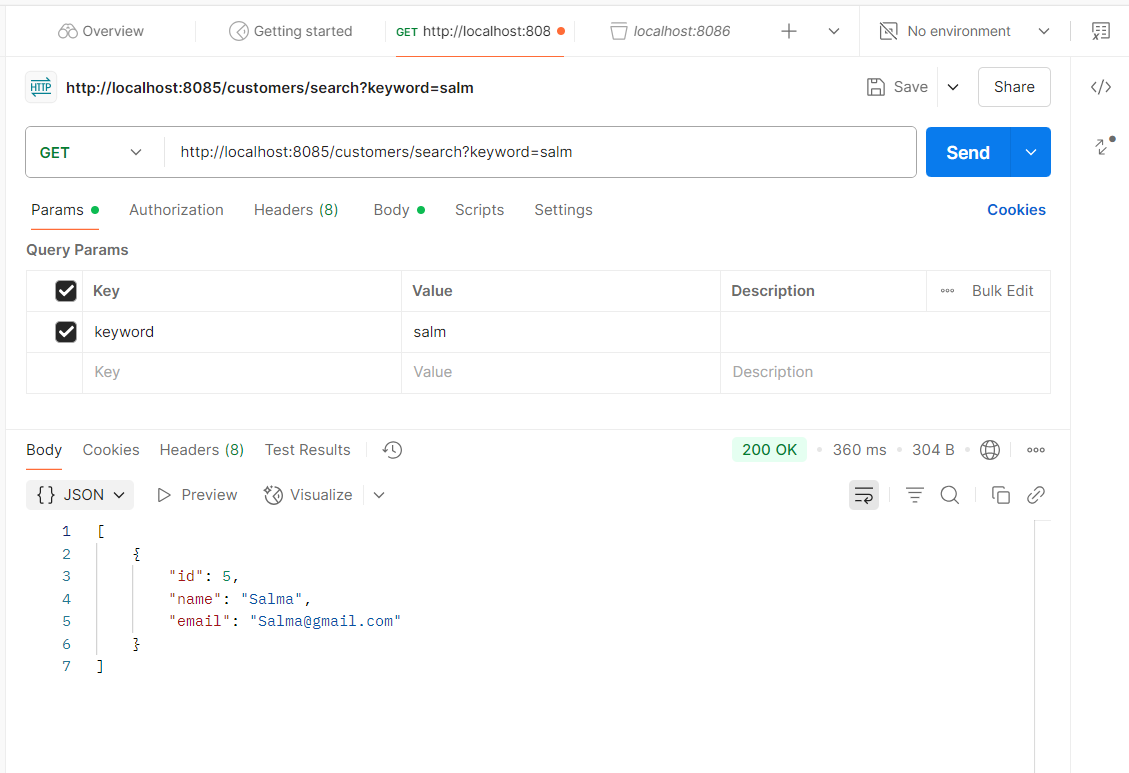 Overview
Getting started
GET http://localhost:808
localhost:8086
No environment
HTTP
http://localhost:8085/customers/search?keyword=salm
Save
Share
GET
http://localhost:8085/customers/search?keyword=salm
Send
Params
Authorization
Headers (8)
Body
Scripts
Settings
Cookies
Query Params
Key Value Description Bulk Edit
keyword salm
Key Value Description
Body Cookies Headers (8) Test Results 200 OK 360 ms 304 B
{} JSON Preview Visualize
1 [
2 {
3 "id": 5,
4 "name": "Salma",
5 "email": "Salma@gmail.com"
6 }
7 ]